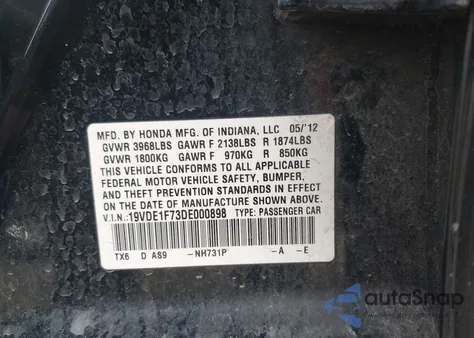 MFD. BY HONDA MFG. OF INDIANA, LLC 05/'12
GVWR 3968LBS GAWR F 2138LBS R 1874LBS
GVWR 1800KG GAWR F 970KG R 850KG
THIS VEHICLE CONFORMS TO ALL APPLICABLE
FEDERAL MOTOR VEHICLE SAFETY, BUMPER,
AND THEFT PREVENTION STANDARDS IN EFFECT
ON THE DATE OF MANUFACTURE SHOWN ABOVE.
V.I.N.:19VDE1F73DE000898 TYPE: PASSENGER CAR
TX6 D AS9 -NH731P -A -E
autoSnap